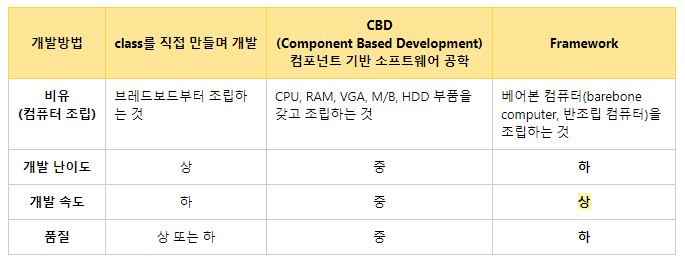 개발방법
class를 직접 만들며 개발
CBD
(Component Based Development)
컴포넌트 기반 소프트웨어 공학
Framework
비유
(컴퓨터 조립)
브레드보드부터 조립하
는 것
CPU, RAM, VGA, M/B, HDD 부품을
갖고 조립하는 것
베어본 컴퓨터(barebone
computer, 반조립 컴퓨터)을
조립하는 것
개발 난이도
상
중
하
개발 속도
하
중
상
품질
상 또는 하
중
하